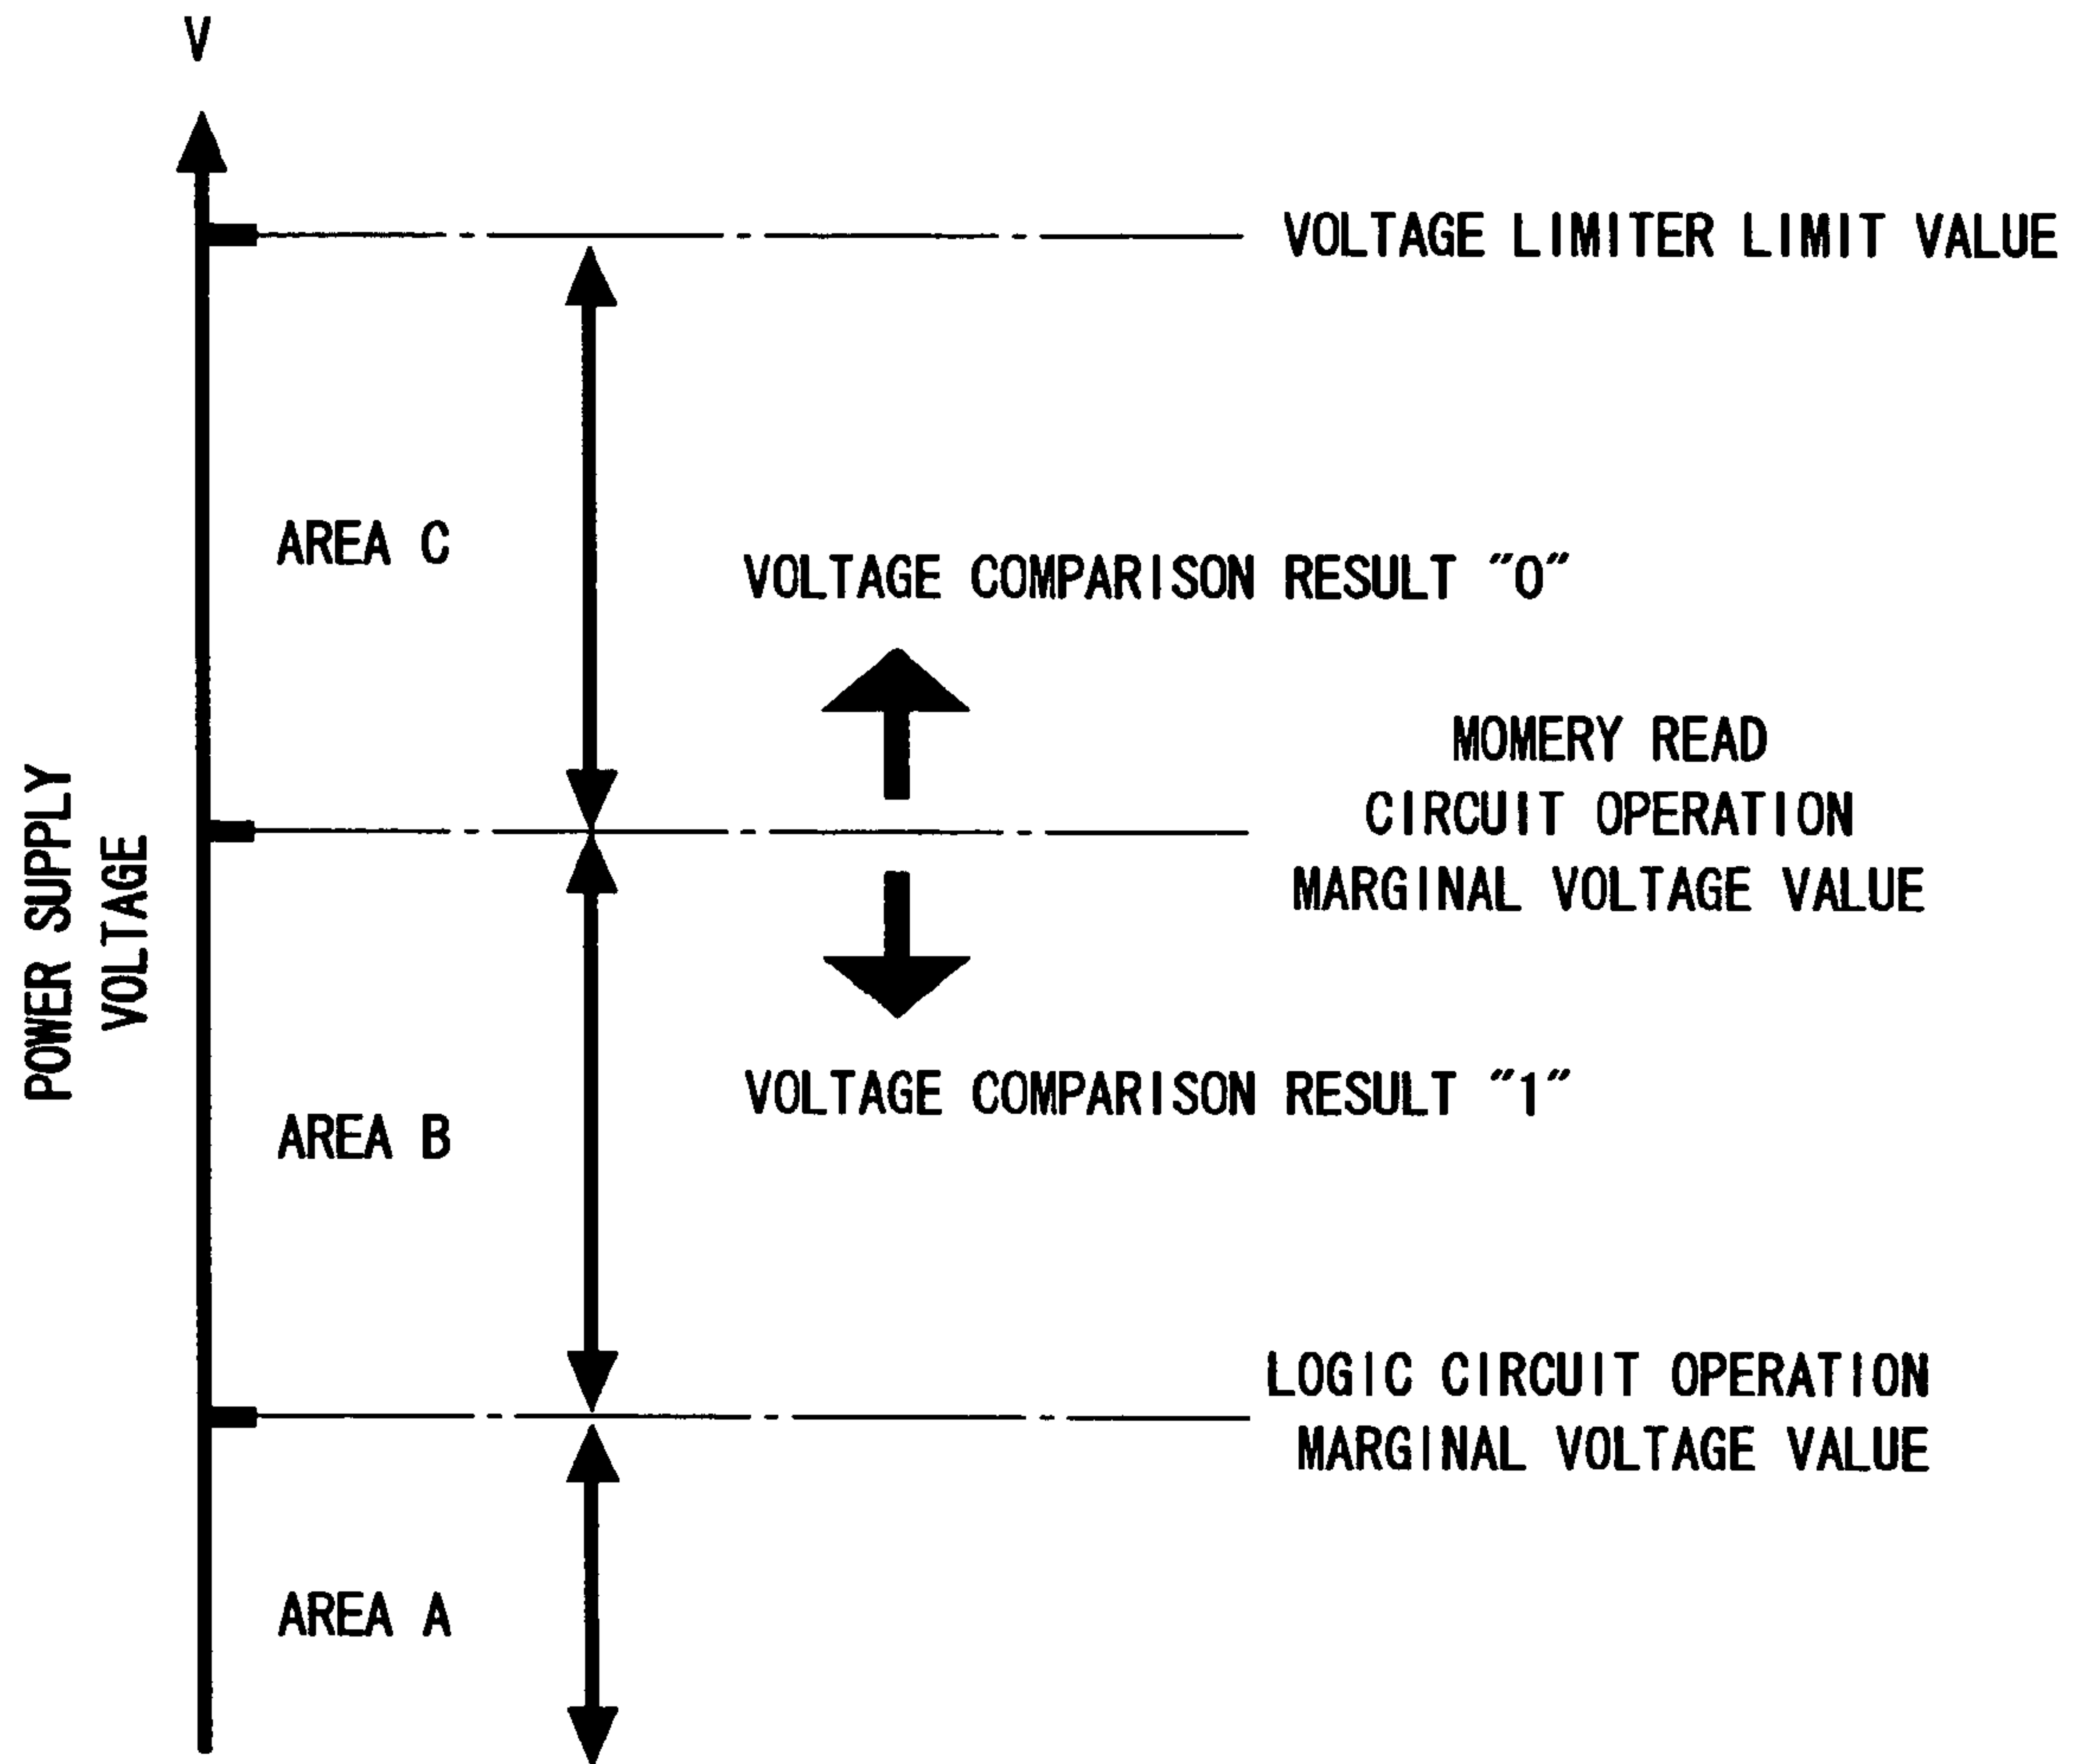 V
VOLTAGE LIMITER LIMIT VALUE
AREA C
VOLTAGE COMPARISON RESULT "0"
MOMERY READ
CIRCUIT OPERATION
MARGINAL VOLTAGE VALUE
POWER SUPPLY
VOLTAGE
VOLTAGE COMPARISON RESULT "1"
AREA B
LOGIC CIRCUIT OPERATION
MARGINAL VOLTAGE VALUE
AREA A